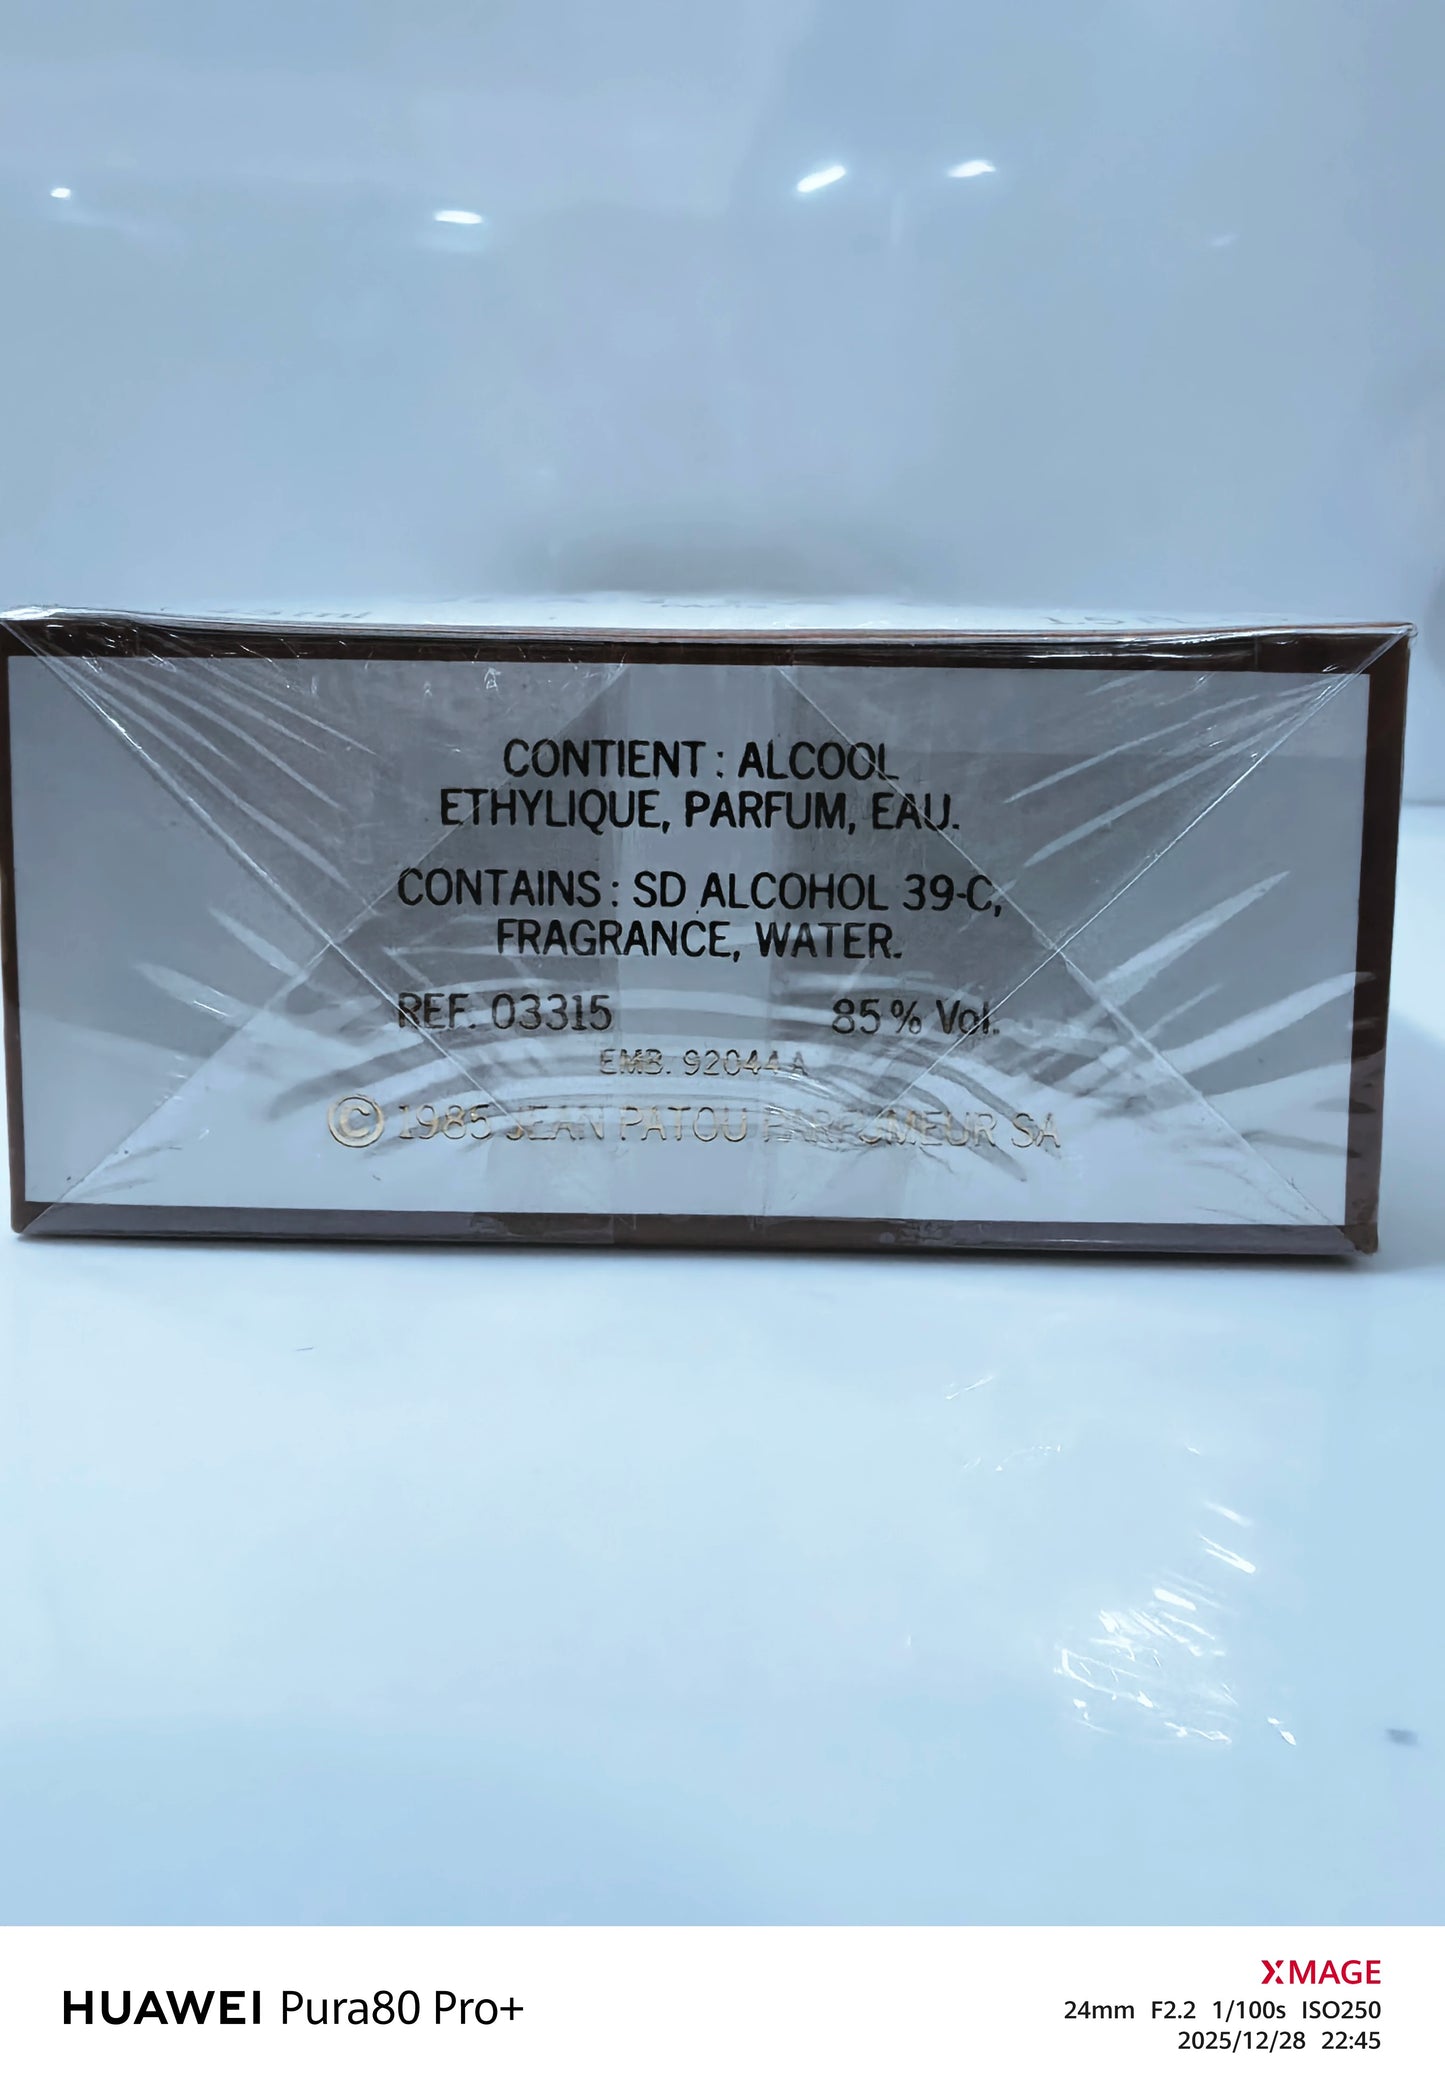 CONTIENT : ALCOOL
ETHYLIQUE, PARFUM, EAU.
CONTAINS : SD ALCOHOL 39-C,
FRAGRANCE, WATER.
REF. 03315 85 % Vol.
EMB. 92044 A
© 1985 JEAN PATOU PARFUMEUR SA
HUAWEI Pura80 Pro+
XMAGE
24mm F2.2 1/100s ISO250
2025/12/28 22:45